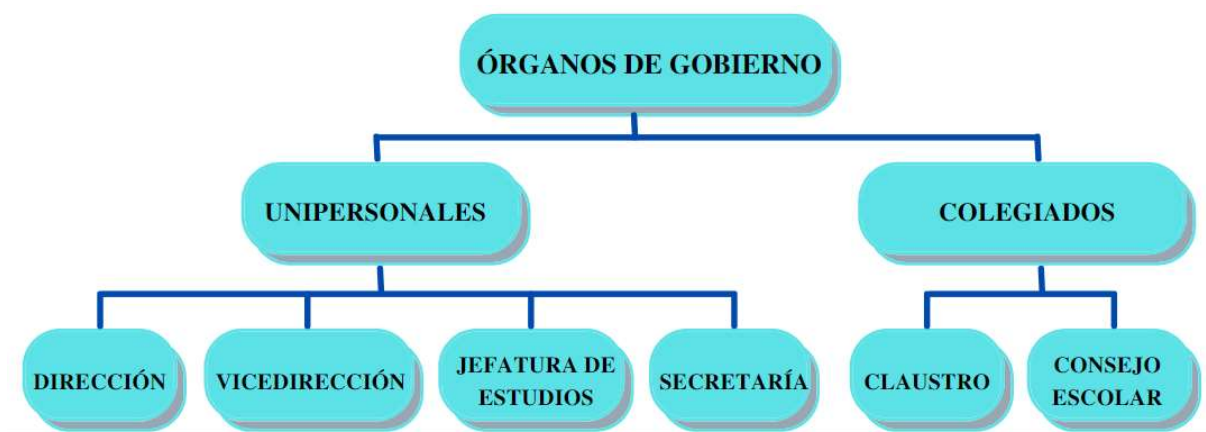 ÓRGANOS DE GOBIERNO
UNIPERSONALES
COLEGIADOS
DIRECCIÓN
VICEDIRECCIÓN
JEFATURA DE
ESTUDIOS
SECRETARÍA
CLAUSTRO
CONSEJO
ESCOLAR